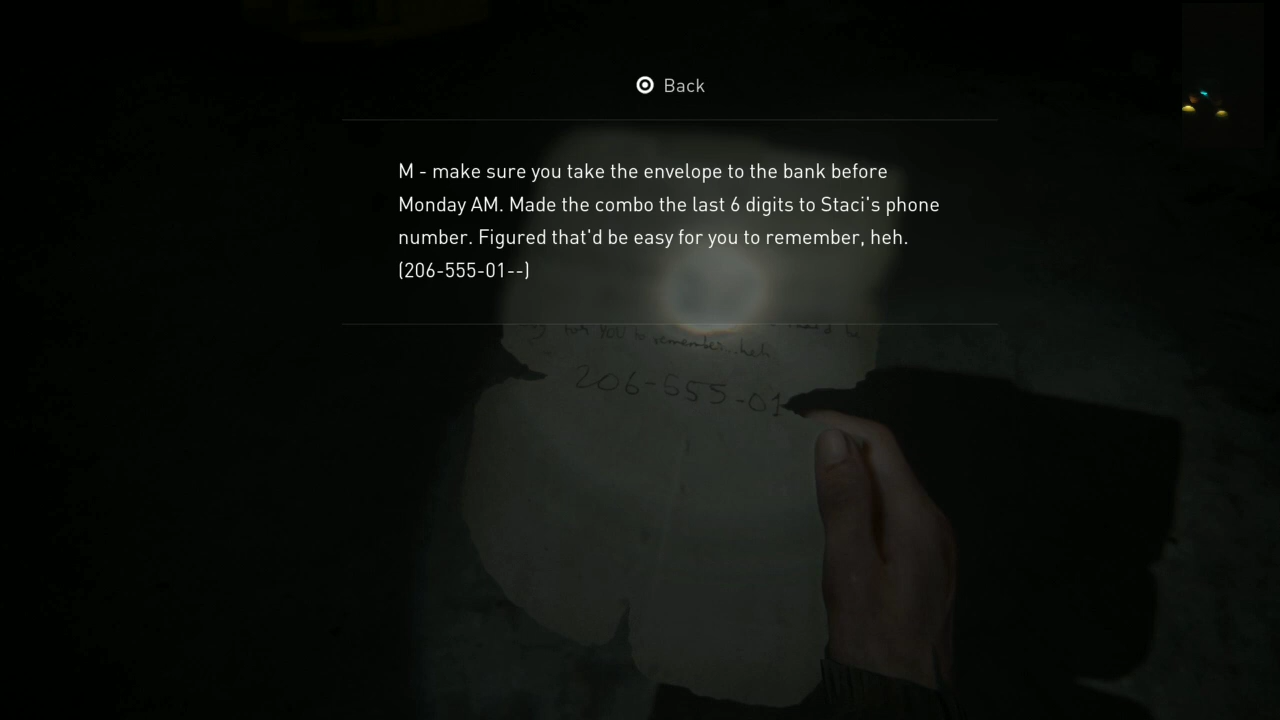 Back
M - make sure you take the envelope to the bank before
Monday AM. Made the combo the last 6 digits to Staci's phone
number. Figured that'd be easy for you to remember, heh.
(206-555-01--)
for you to remember...heh
206-555-01